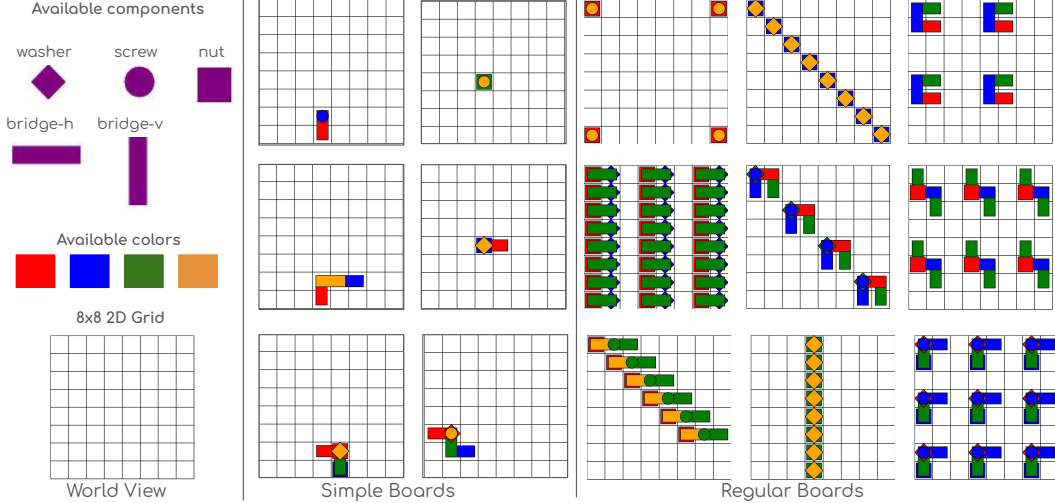 Available components
washer screw nut
bridge-h bridge-v
Available colors
8x8 2D Grid
World View
Simple Boards
Regular Boards